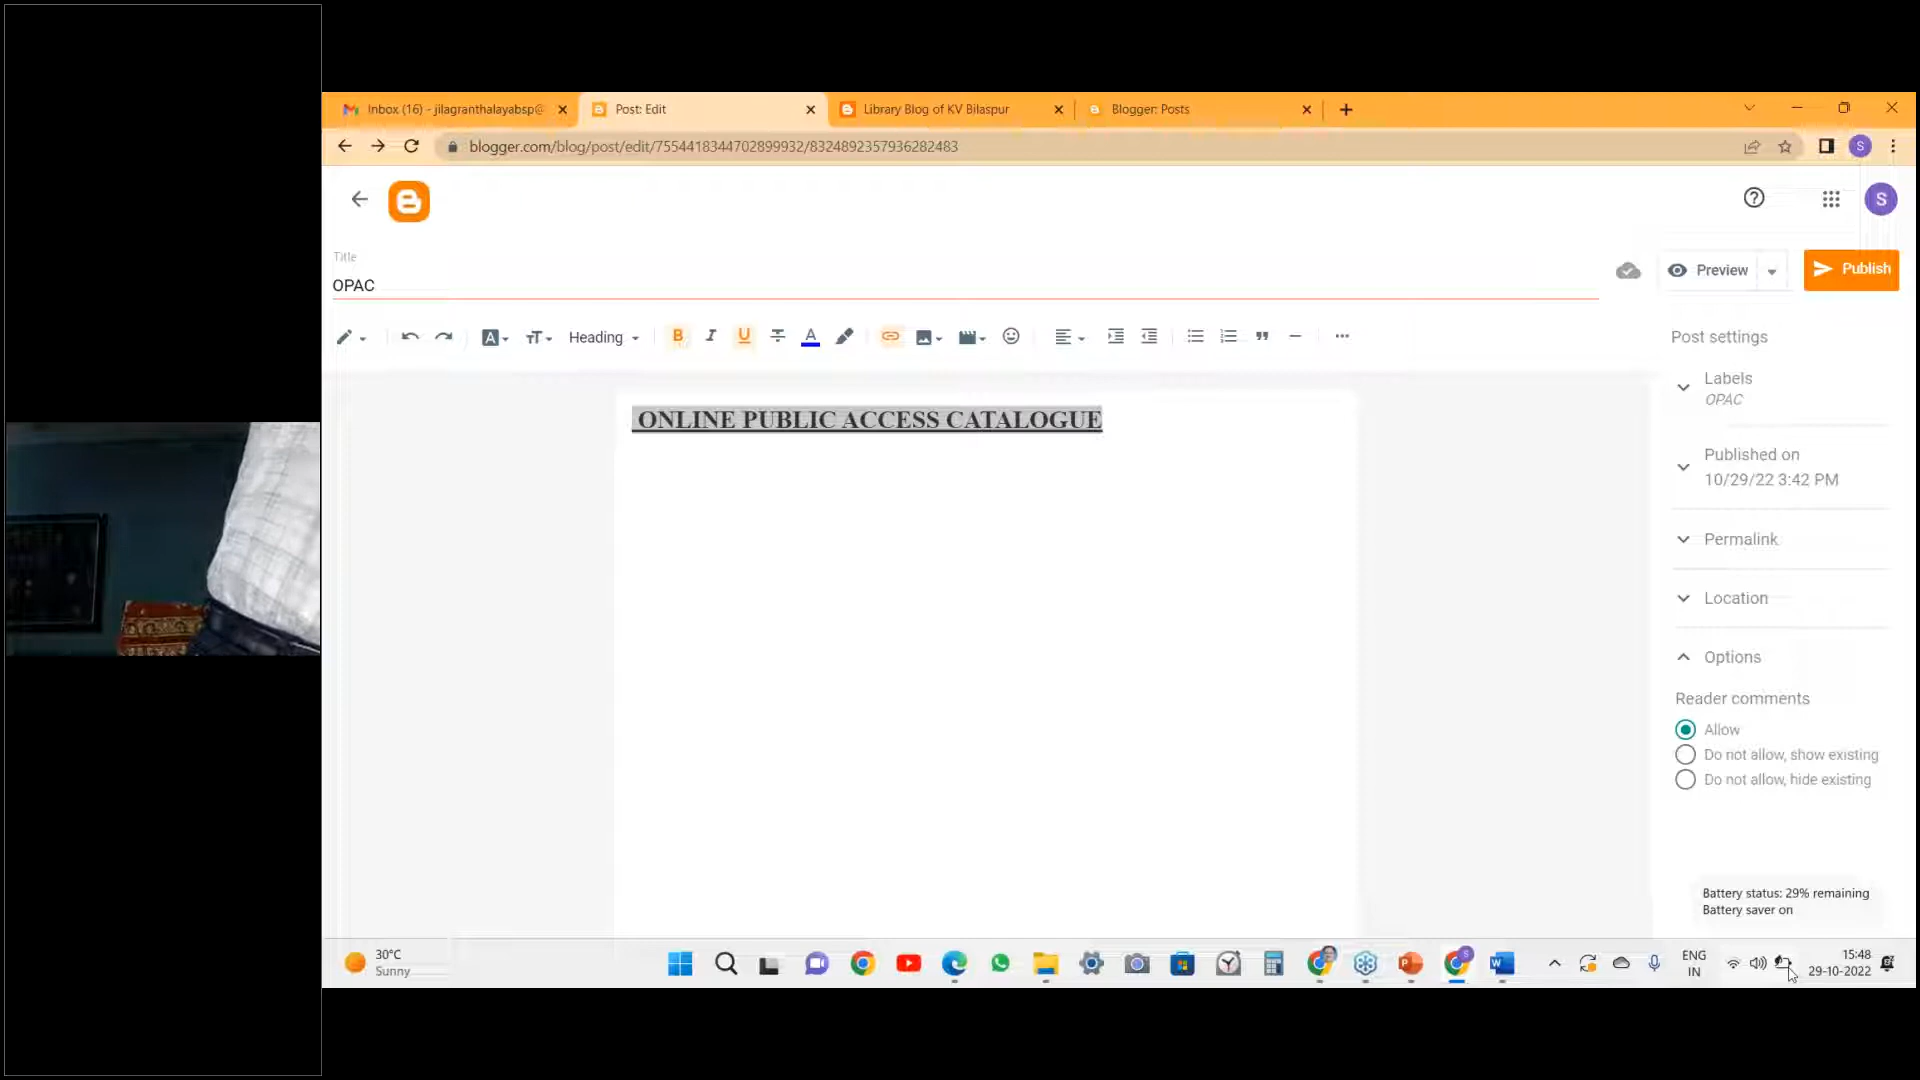 Inbox (16) - jilagranthalayabsp@
Post: Edit
Library Blog of KV Bilaspur
Blogger: Posts
blogger.com/blog/post/edit/7554418344702899932/8324892357936282483
S
S
Title
OPAC
Preview
Publish
Heading
B
I
U
A
Post settings
Labels
OPAC
ONLINE PUBLIC ACCESS CATALOGUE
Published on
10/29/22 3:42 PM
Permalink
Location
Options
Reader comments
Allow
Do not allow, show existing
Do not allow, hide existing
Battery status: 29% remaining
Battery saver on
30°C
Sunny
ENG
IN
15:48
29-10-2022